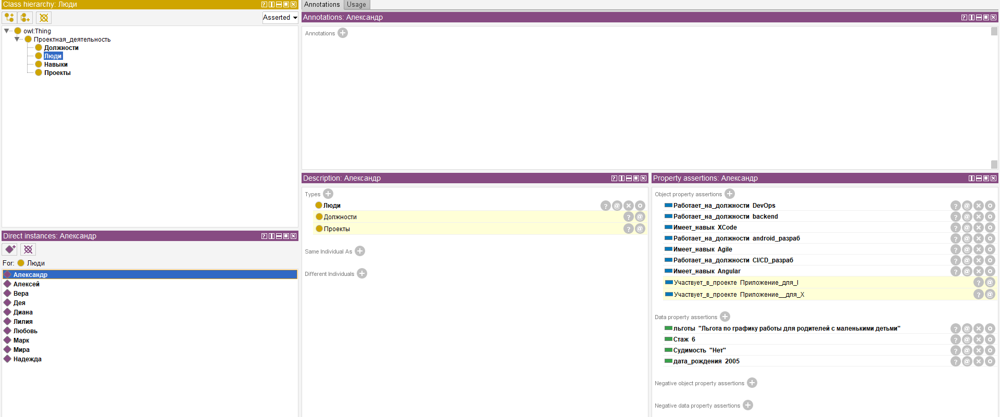 Class hierarchy: Люди
Asserted
owl:Thing
Проектная_деятельность
Должности
Люди
Навыки
Проекты
Direct instances: Александр
For: Люди
Александр
Алексей
Вера
Дея
Диана
Лилия
Любовь
Марк
Мира
Надежда
Annotations Usage
Annotations: Александр
Annotations
Description: Александр
Types
Люди
Должности
Проекты
Same Individual As
Different Individuals
Property assertions: Александр
Object property assertions
Работает_на_должности DevOps
Работает_на_должности backend
Имеет_навык XCode
Работает_на_должности android_разраб
Имеет_навык Agile
Работает_на_должности CI/CD_разраб
Имеет_навык Angular
Участвует_в_проекте Приложение_для_I
Участвует_в_проекте Приложение__для_X
Data property assertions
льготы "Льгота по графику работы для родителей с маленькими детьми"
Стаж 6
Судимость "Нет"
дата_рождения 2005
Negative object property assertions
Negative data property assertions